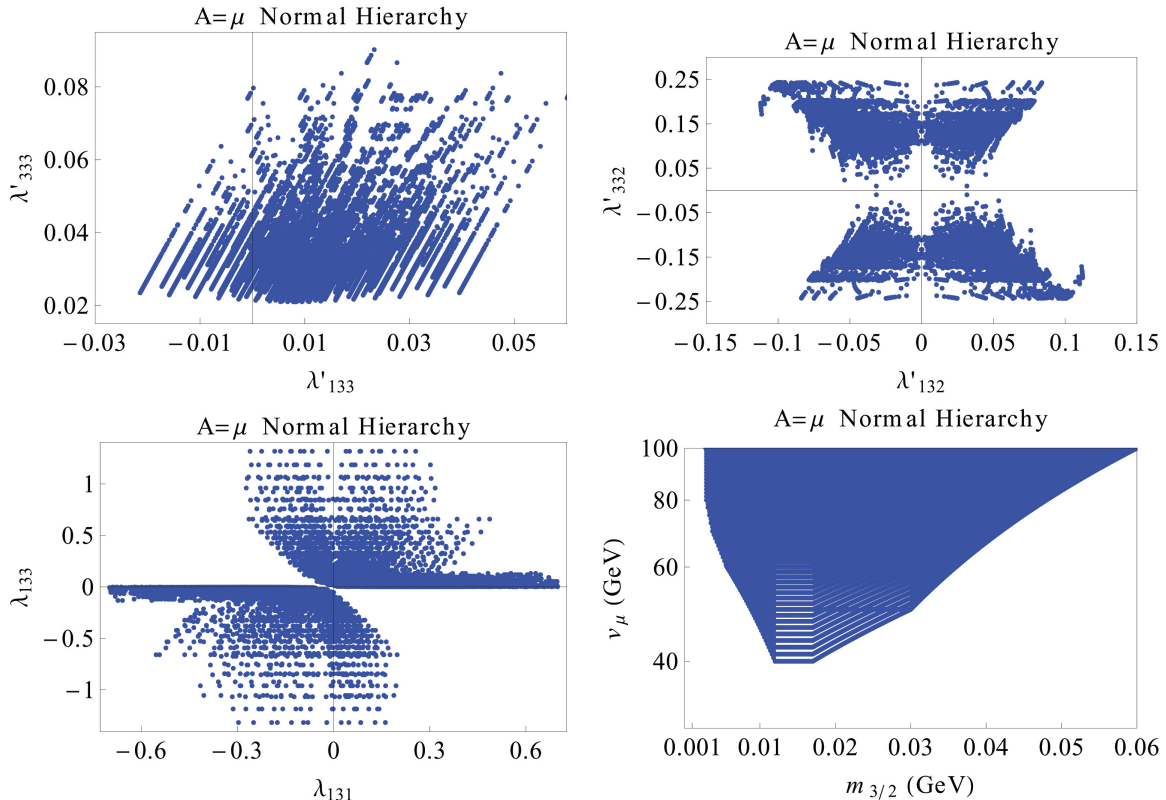 A=μ Normal Hierarchy
λ'333
0.08
0.06
0.04
0.02
−0.03 −0.01 0.01 0.03 0.05
λ'133
A=μ Normal Hierarchy
λ'332
0.25
0.15
0.05
−0.05
−0.15
−0.25
−0.15 −0.1 −0.05 0 0.05 0.1 0.15
λ'132
A=μ Normal Hierarchy
λ133
1
0.5
0
−0.5
−1
−0.6 −0.3 0 0.3 0.6
λ131
A=μ Normal Hierarchy
vμ (GeV)
100
80
60
40
0.001 0.01 0.02 0.03 0.04 0.05 0.06
m3/2 (GeV)